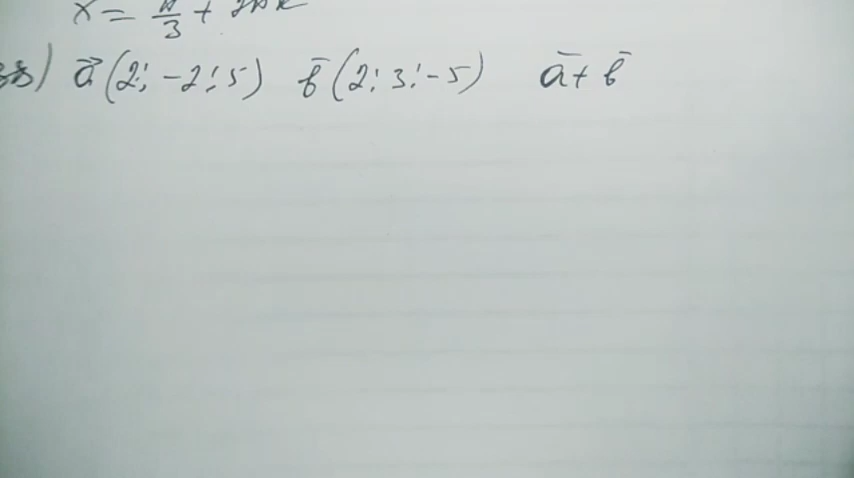 x = π/3 + 2πk
38) a⃗ (2; -2; 5) b̄ (2; 3; -5) ā + b̄